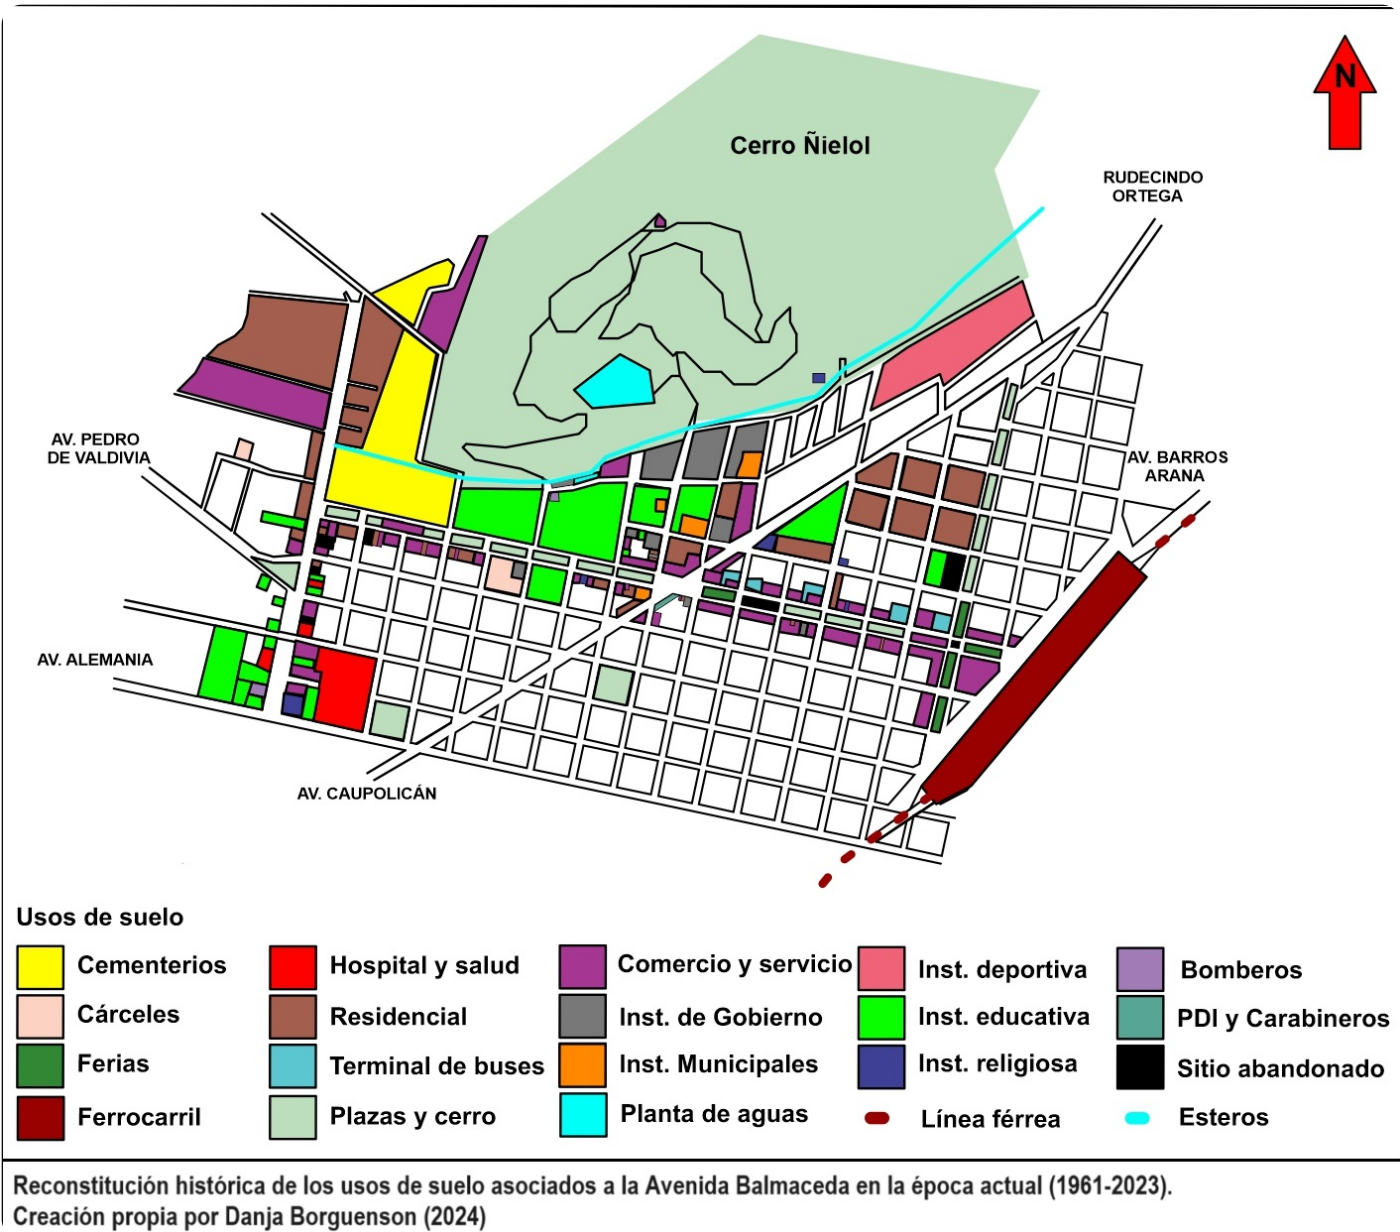 N
Cerro Ñielol
RUDECINDO
ORTEGA
AV. PEDRO
DE VALDIVIA
AV. BARROS
ARANA
AV. ALEMANIA
AV. CAUPOLICÁN
Usos de suelo
Cementerios
Hospital y salud
Comercio y servicio
Inst. deportiva
Bomberos
Cárceles
Residencial
Inst. de Gobierno
Inst. educativa
PDI y Carabineros
Ferias
Terminal de buses
Inst. Municipales
Inst. religiosa
Sitio abandonado
Ferrocarril
Plazas y cerro
Planta de aguas
Línea férrea
Esteros
Reconstitución histórica de los usos de suelo asociados a la Avenida Balmaceda en la época actual (1961-2023).
Creación propia por Danja Borguenson (2024)